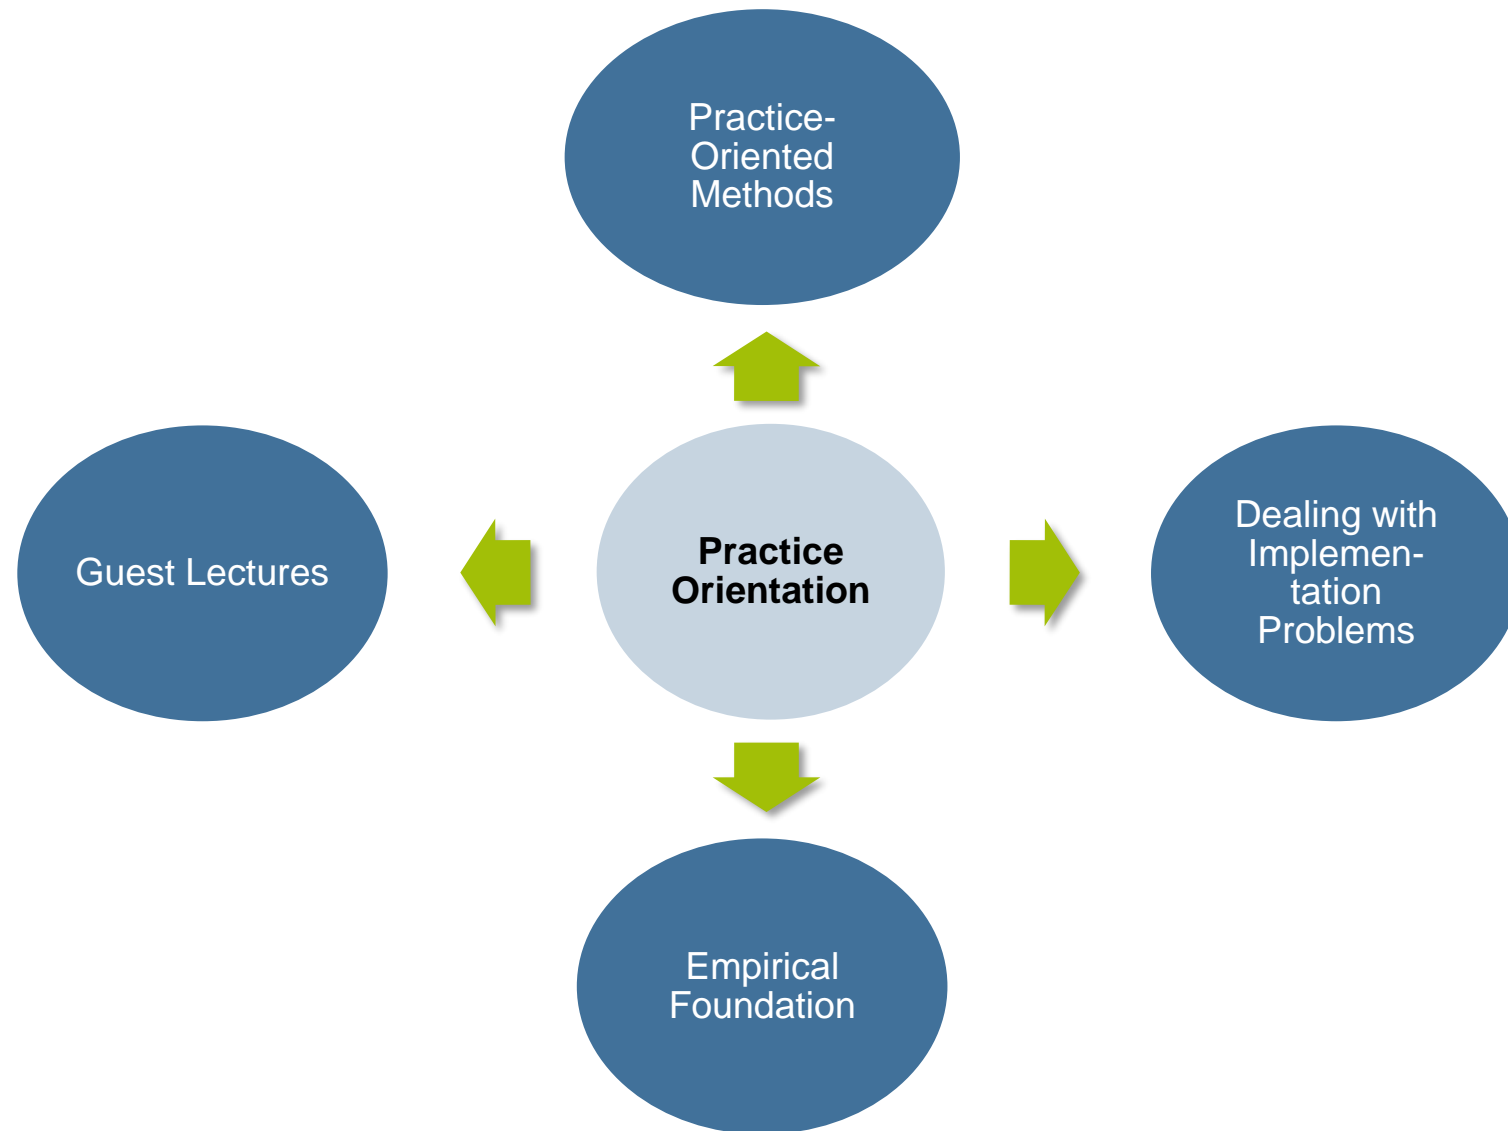 Practice-
Oriented
Methods
Guest Lectures
Practice
Orientation
Dealing with
Implemen-
tation
Problems
Empirical
Foundation